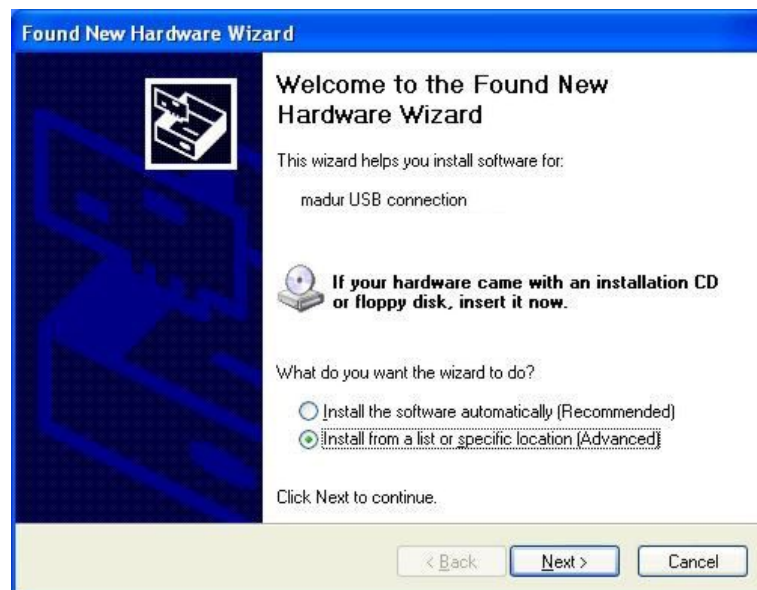 Found New Hardware Wizard
Welcome to the Found New
Hardware Wizard
This wizard helps you install software for:
madur USB connection
If your hardware came with an installation CD
or floppy disk, insert it now.
What do you want the wizard to do?
Install the software automatically (Recommended)
Install from a list or specific location (Advanced)
Click Next to continue.
< Back Next > Cancel